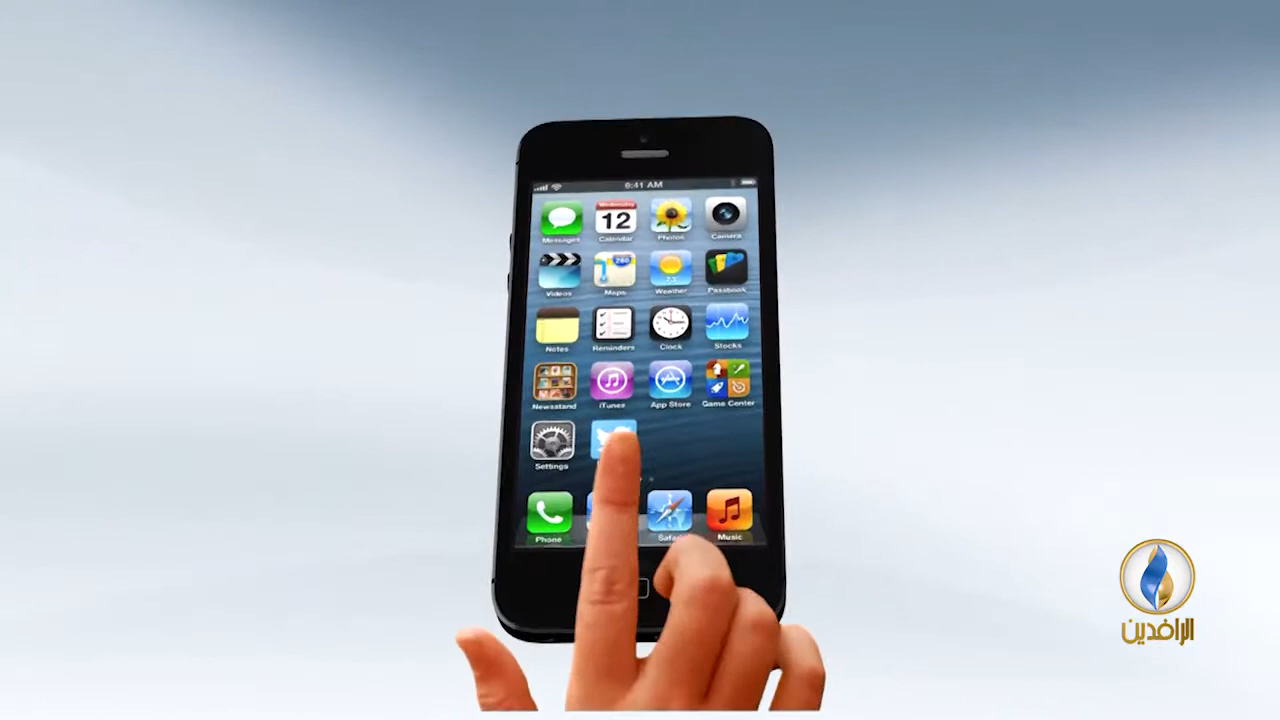 9:41 AM
Messages
Wednesday
12
Calendar
Photos
Camera
Videos
280
Maps
Weather
Passbook
Notes
Reminders
Clock
Stocks
Newsstand
iTunes
App Store
Game Center
Settings
Phone
Safari
Music
الرافدين